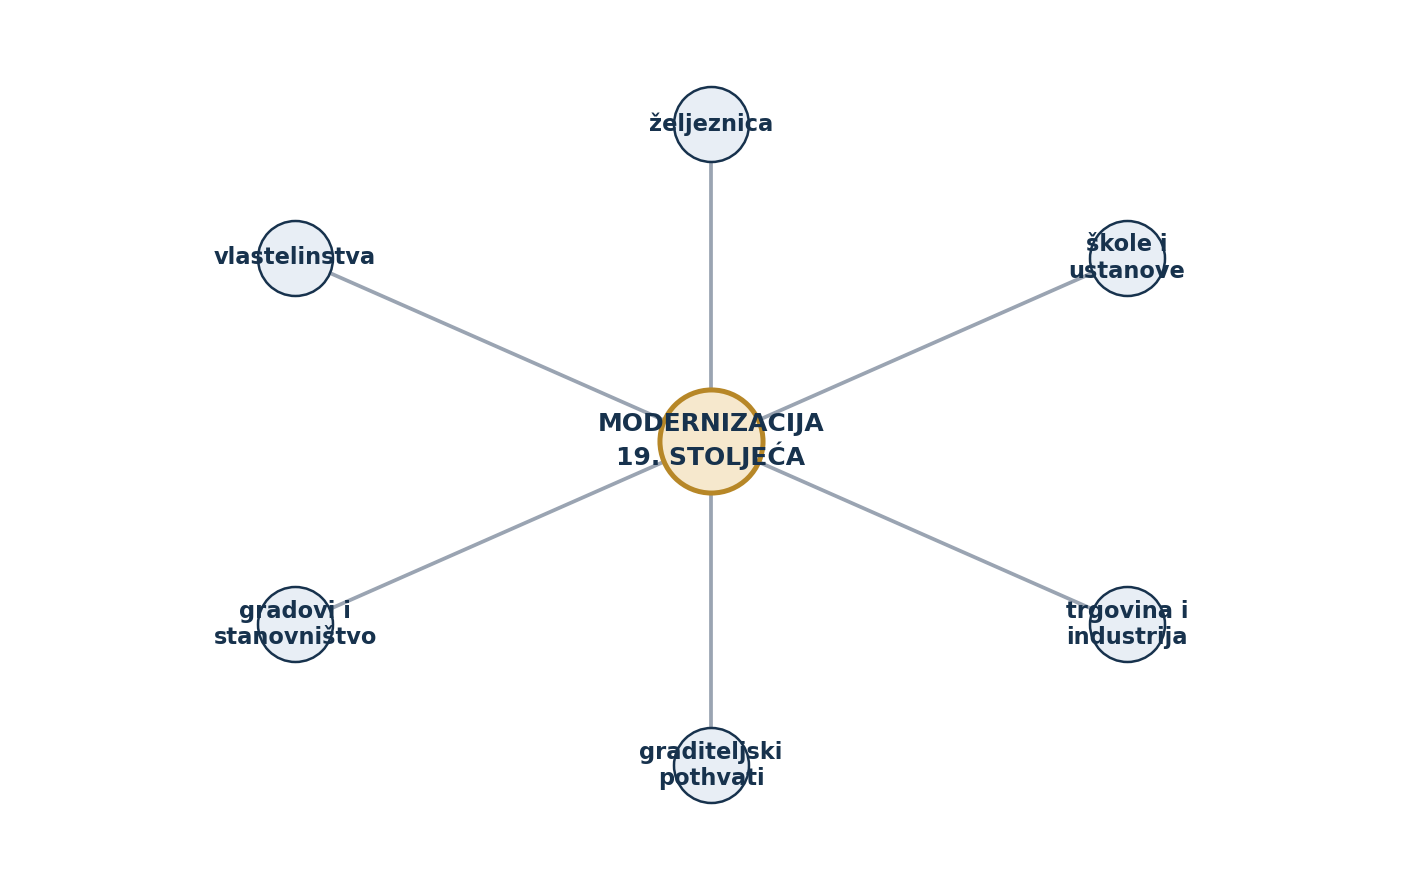 željeznica
vlastelinstva
škole i
ustanove
MODERNIZACIJA
19. STOLJEĆA
gradovi i
stanovništvo
trgovina i
industrija
graditeljski
pothvati